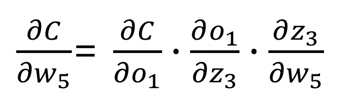 ∂C/∂w₅ = ∂C/∂o₁ · ∂o₁/∂z₃ · ∂z₃/∂w₅